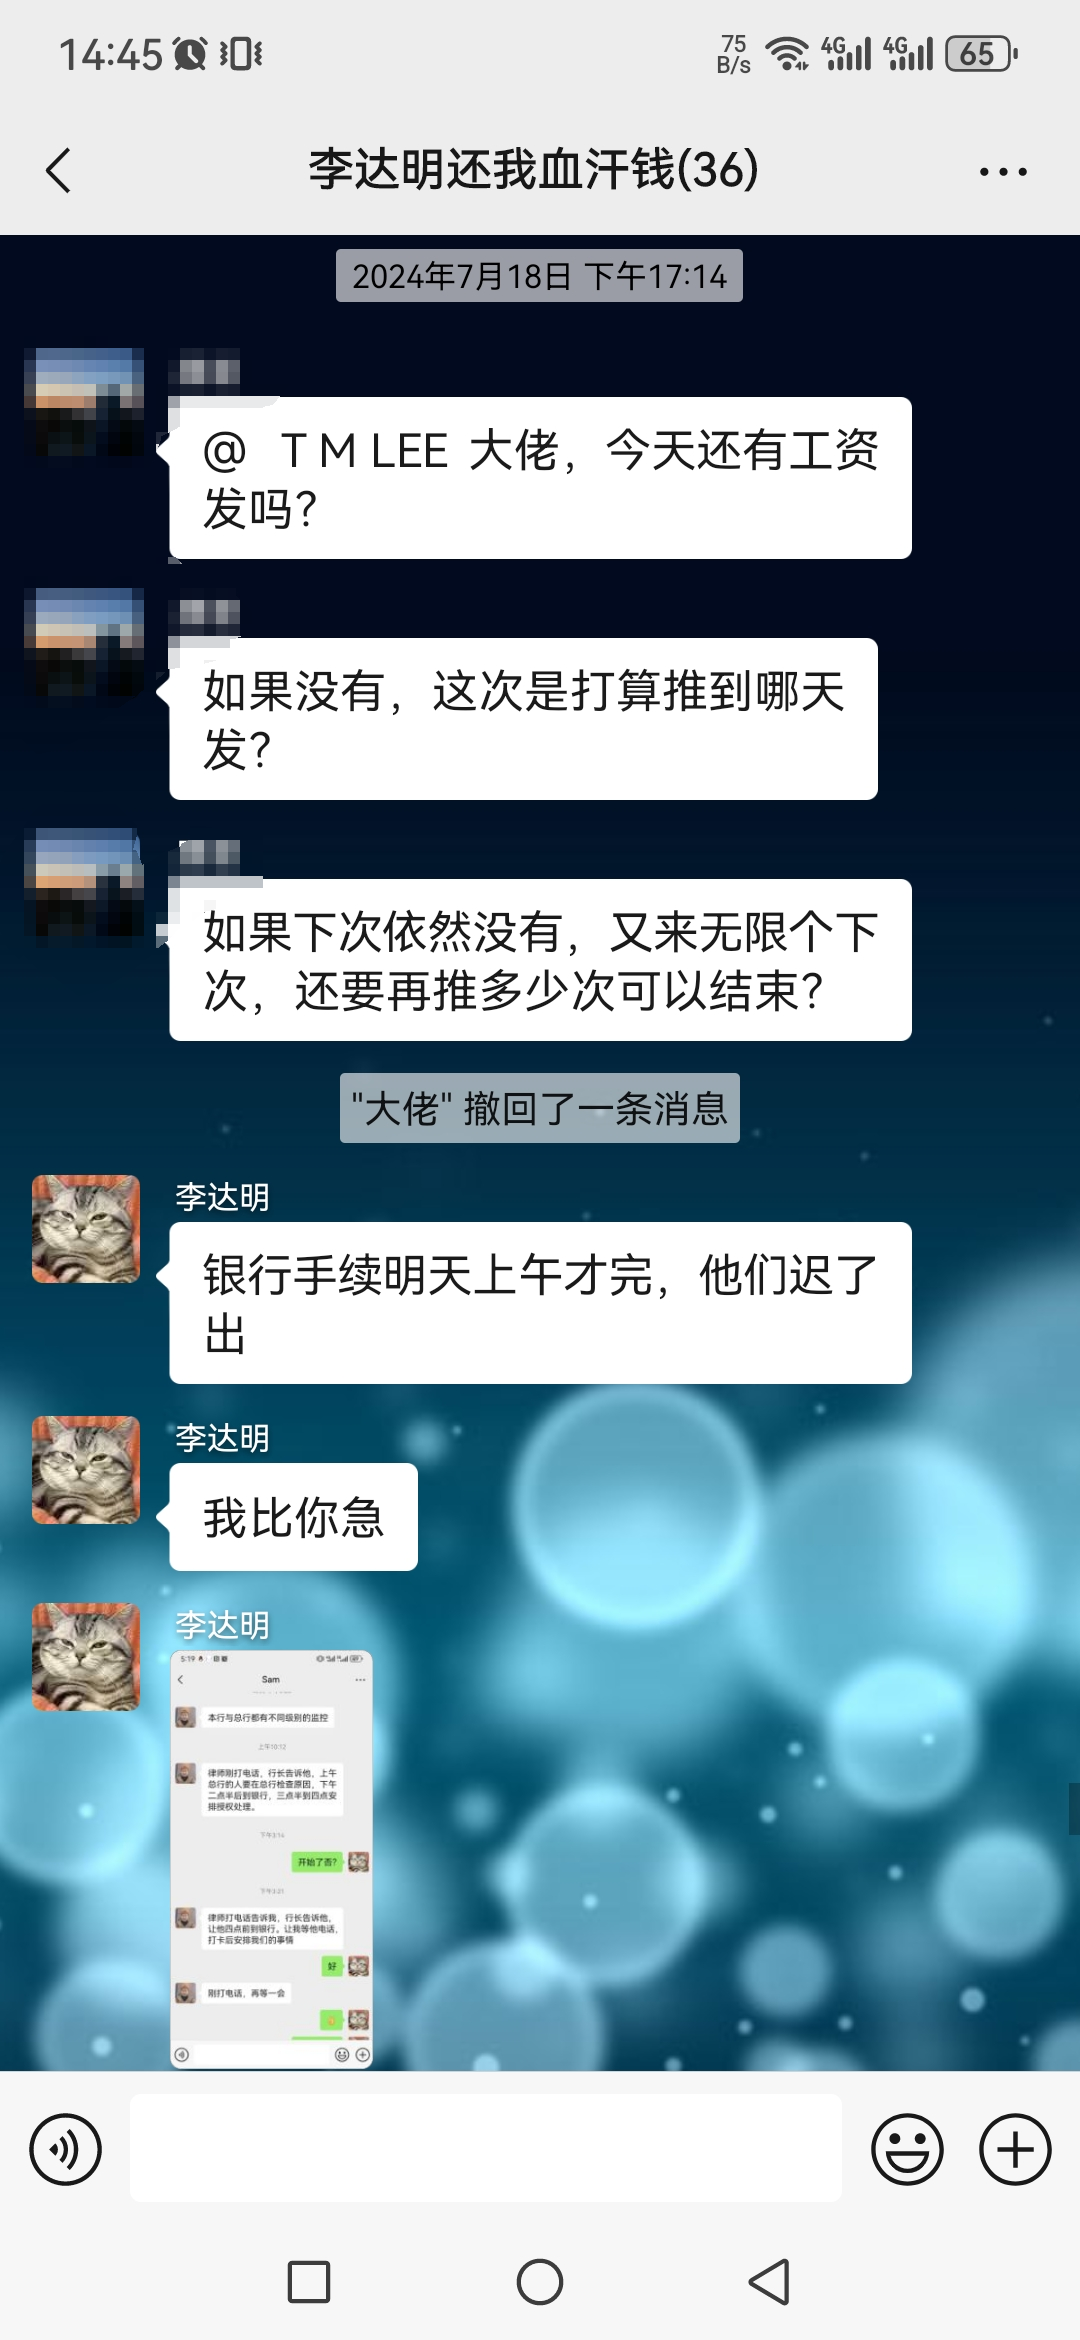 14:45
75
B/s
4G
4G
65
李达明还我血汗钱(36)
2024年7月18日 下午17:14
@ T M LEE 大佬，今天还有工资
发吗？
如果没有，这次是打算推到哪天
发？
如果下次依然没有，又来无限个下
次，还要再推多少次可以结束？
"大佬" 撤回了一条消息
李达明
银行手续明天上午才完，他们迟了
出
李达明
我比你急
李达明
5:19
Sam
本行与总行都有不同级别的监控
上午10:12
律师刚打电话，行长告诉他，上午
总行的人要在总行检查原因，下午
二点半后到银行，三点半到四点安
排授权处理。
下午3:14
开始了否？
下午3:21
律师打电话告诉我，行长告诉他，
让他四点前到银行，让我等他电话，
打卡后安排我们的事情
好
刚打电话，再等一会